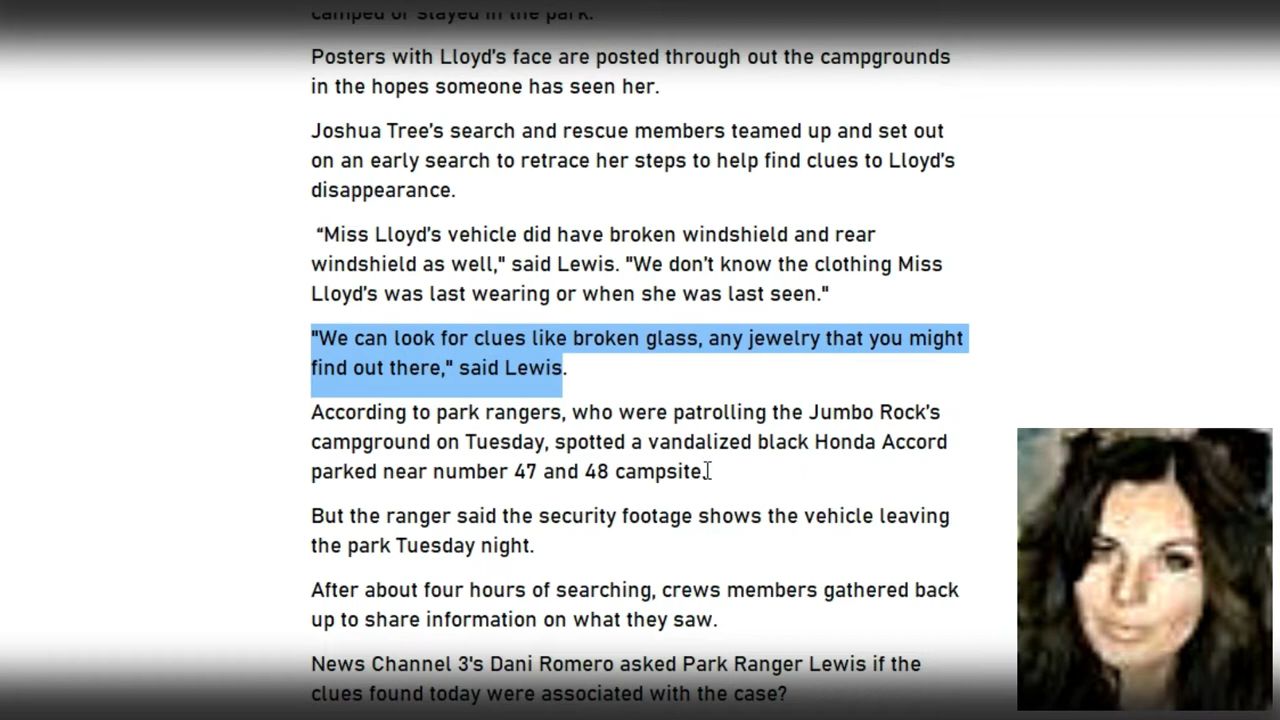 camped or stayed in the park.
Posters with Lloyd's face are posted through out the campgrounds
in the hopes someone has seen her.
Joshua Tree's search and rescue members teamed up and set out
on an early search to retrace her steps to help find clues to Lloyd's
disappearance.
“Miss Lloyd's vehicle did have broken windshield and rear
windshield as well," said Lewis. "We don't know the clothing Miss
Lloyd's was last wearing or when she was last seen."
"We can look for clues like broken glass, any jewelry that you might
find out there," said Lewis.
According to park rangers, who were patrolling the Jumbo Rock's
campground on Tuesday, spotted a vandalized black Honda Accord
parked near number 47 and 48 campsite.
But the ranger said the security footage shows the vehicle leaving
the park Tuesday night.
After about four hours of searching, crews members gathered back
up to share information on what they saw.
News Channel 3's Dani Romero asked Park Ranger Lewis if the
clues found today were associated with the case?